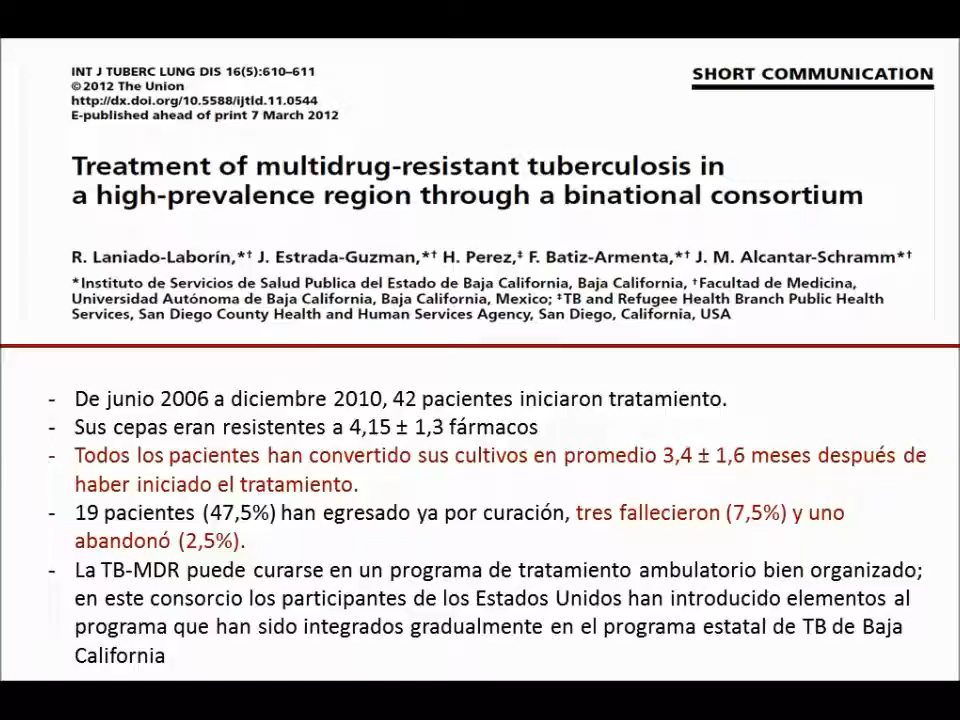 INT J TUBERC LUNG DIS 16(5):610–611
© 2012 The Union
http://dx.doi.org/10.5588/ijtld.11.0544
E-published ahead of print 7 March 2012
SHORT COMMUNICATION
Treatment of multidrug-resistant tuberculosis in
a high-prevalence region through a binational consortium
R. Laniado-Laborín,*† J. Estrada-Guzman,*† H. Perez,‡ F. Batiz-Armenta,*† J. M. Alcantar-Schramm*†
*Instituto de Servicios de Salud Publica del Estado de Baja California, Baja California, †Facultad de Medicina,
Universidad Autónoma de Baja California, Baja California, Mexico; ‡TB and Refugee Health Branch Public Health
Services, San Diego County Health and Human Services Agency, San Diego, California, USA
- De junio 2006 a diciembre 2010, 42 pacientes iniciaron tratamiento.
- Sus cepas eran resistentes a 4,15 ± 1,3 fármacos
- Todos los pacientes han convertido sus cultivos en promedio 3,4 ± 1,6 meses después de
haber iniciado el tratamiento.
- 19 pacientes (47,5%) han egresado ya por curación, tres fallecieron (7,5%) y uno
abandonó (2,5%).
- La TB-MDR puede curarse en un programa de tratamiento ambulatorio bien organizado;
en este consorcio los participantes de los Estados Unidos han introducido elementos al
programa que han sido integrados gradualmente en el programa estatal de TB de Baja
California